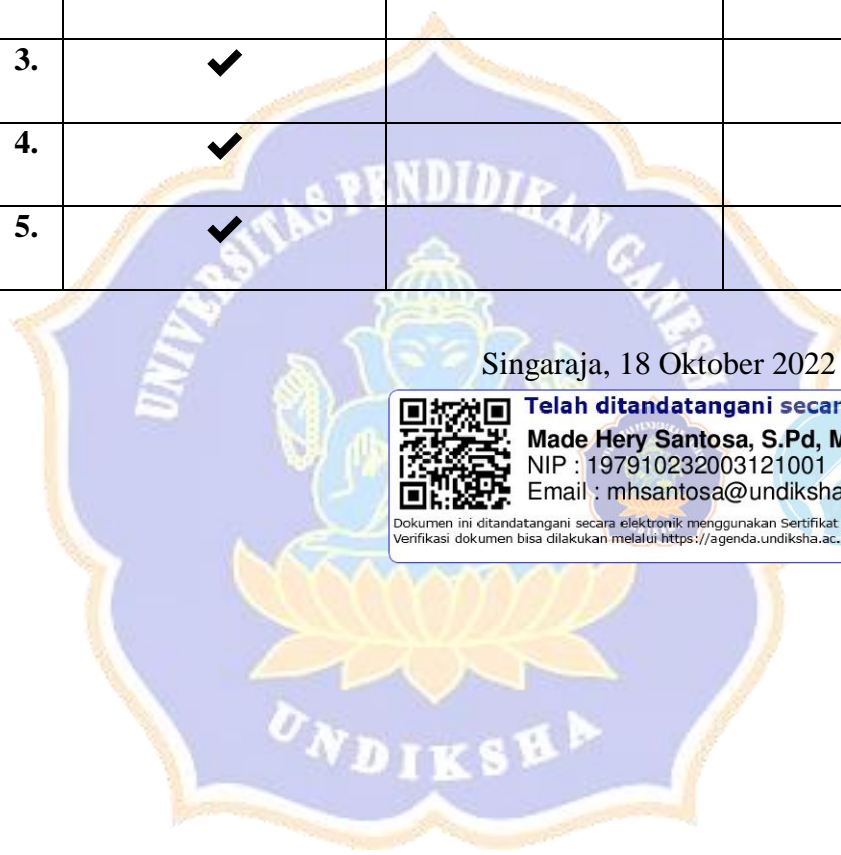 3. ✔
4. ✔
5. ✔
UNIVERSITAS PENDIDIKAN GANES
Singaraja, 18 Oktober 2022
Telah ditandatangani secar
Made Hery Santosa, S.Pd, M
NIP : 197910232003121001
Email : mhsantosa@undiksha
Dokumen ini ditandatangani secara elektronik menggunakan Sertifikat
Verifikasi dokumen bisa dilakukan melalui https://agenda.undiksha.ac.
UNDIKSHA